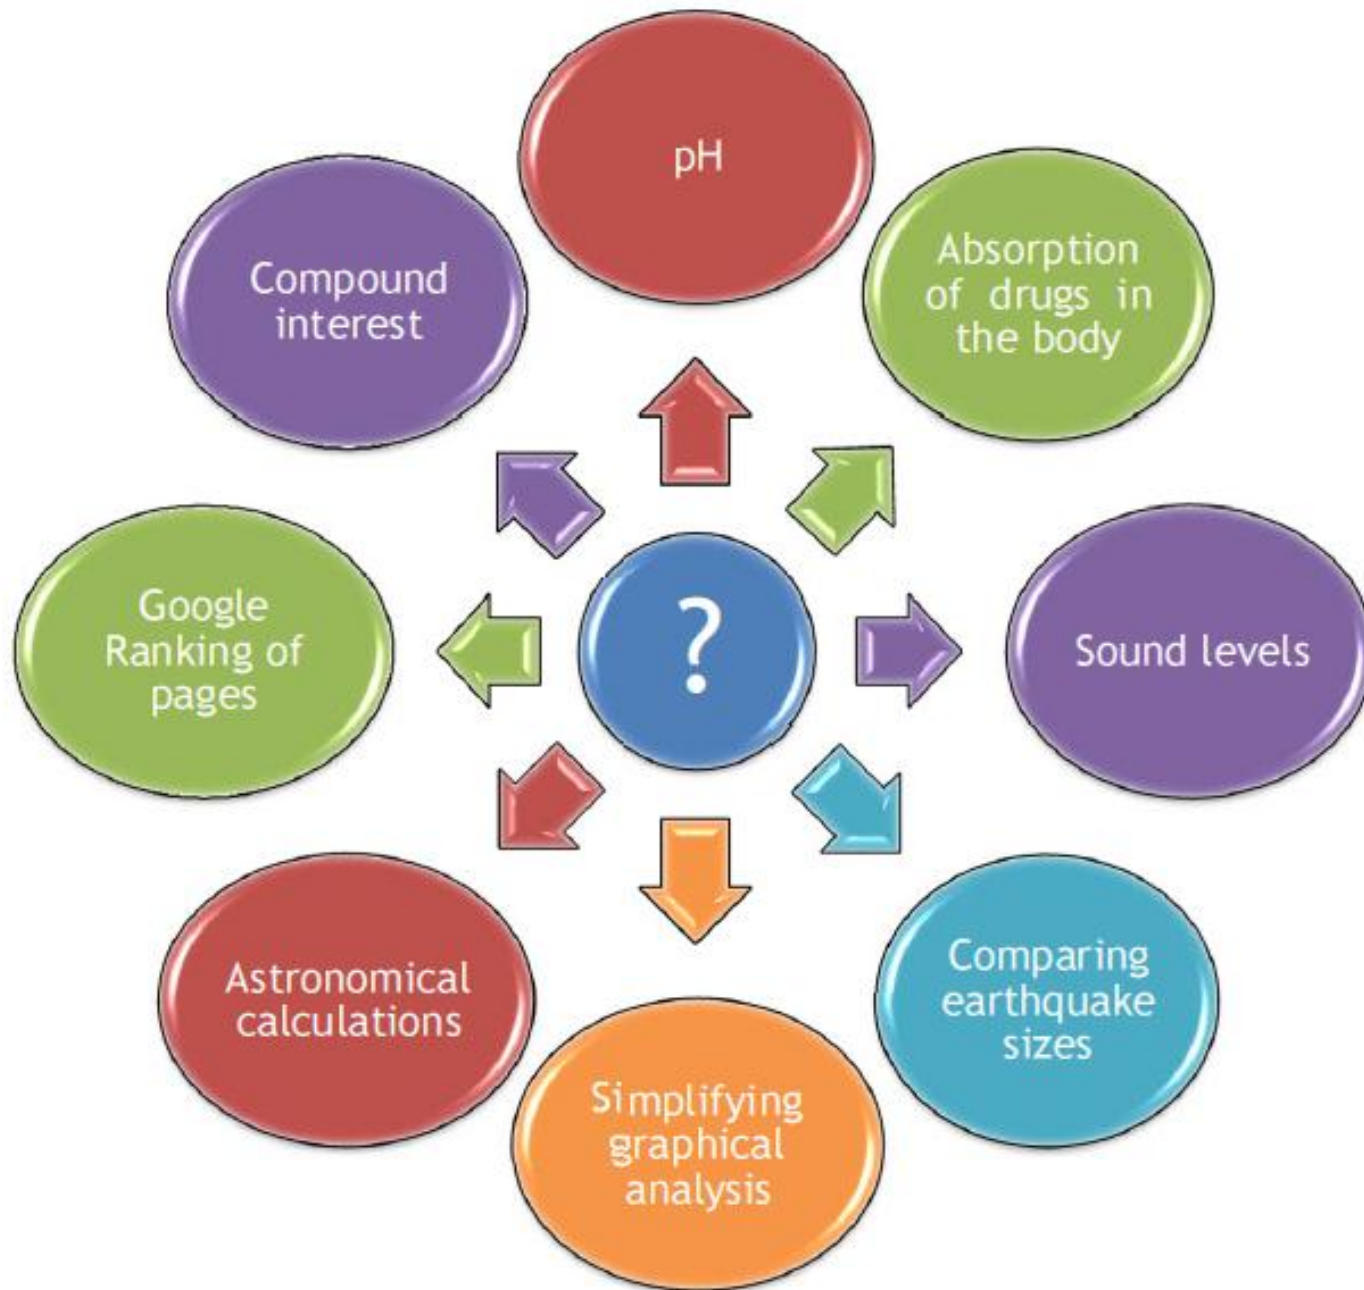 pH
Absorption
of drugs in
the body
Sound levels
Comparing
earthquake
sizes
Simplifying
graphical
analysis
Astronomical
calculations
Google
Ranking of
pages
Compound
interest
?